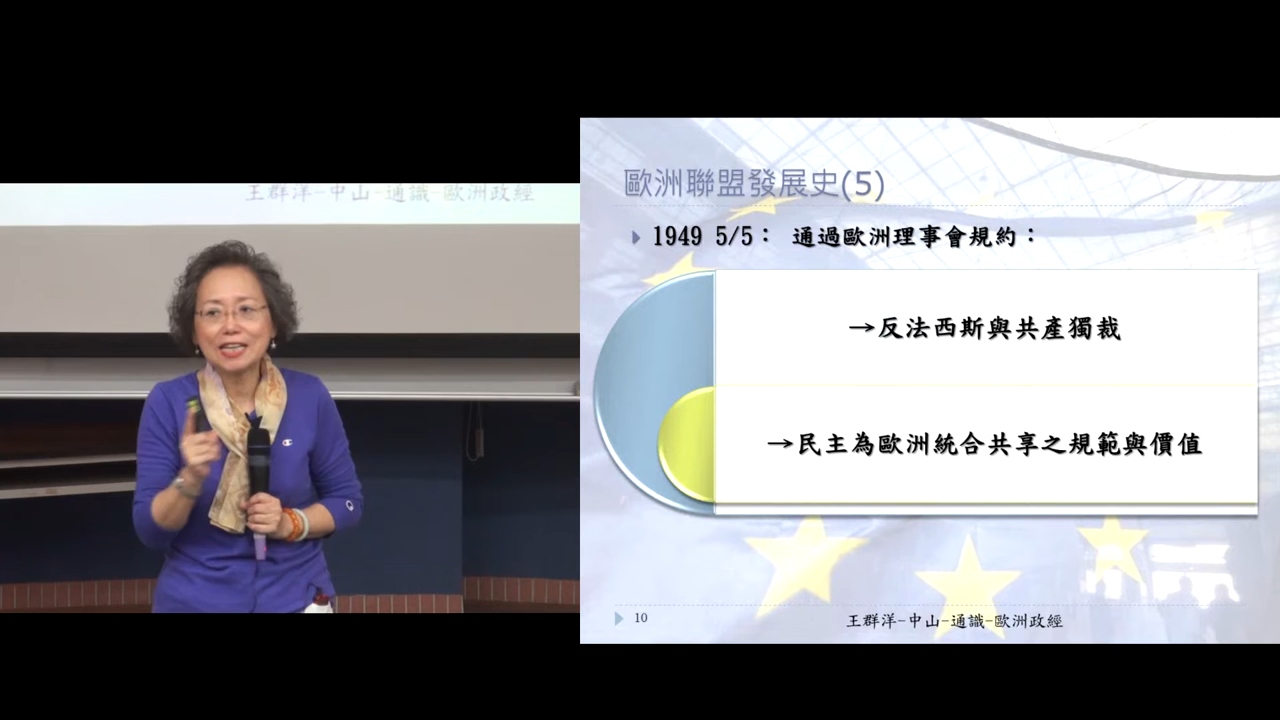 王群洋-中山-通識-歐洲政經
歐洲聯盟發展史(5)
1949 5/5： 通過歐洲理事會規約：
→反法西斯與共產獨裁
→民主為歐洲統合共享之規範與價值
10
王群洋-中山-通識-歐洲政經